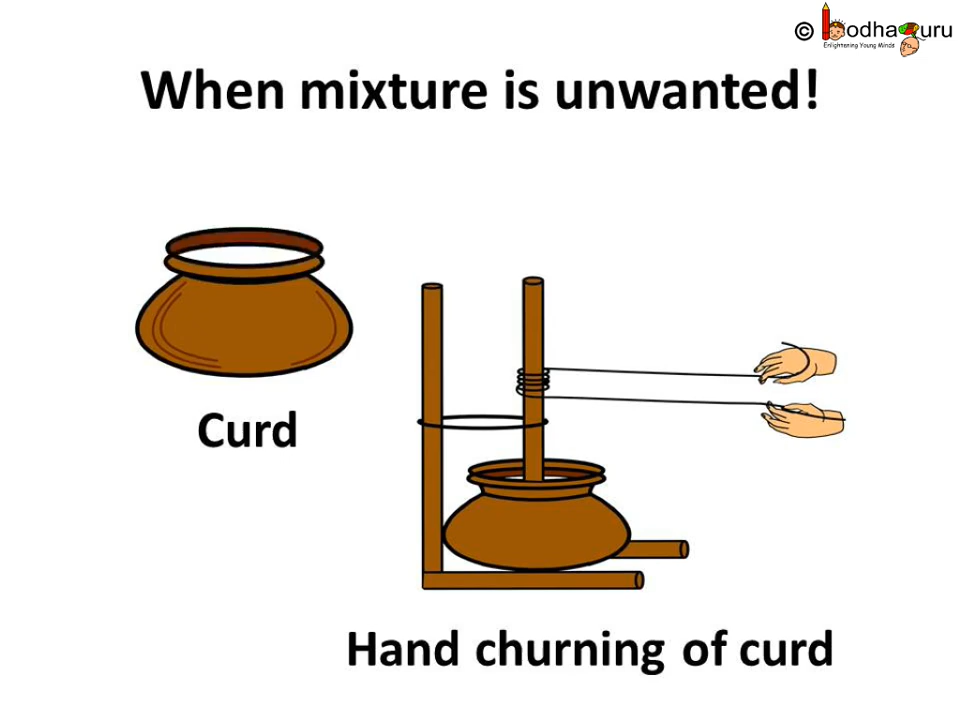 © BodhaGuru
Enlightening Young Minds
When mixture is unwanted!
Curd
Hand churning of curd